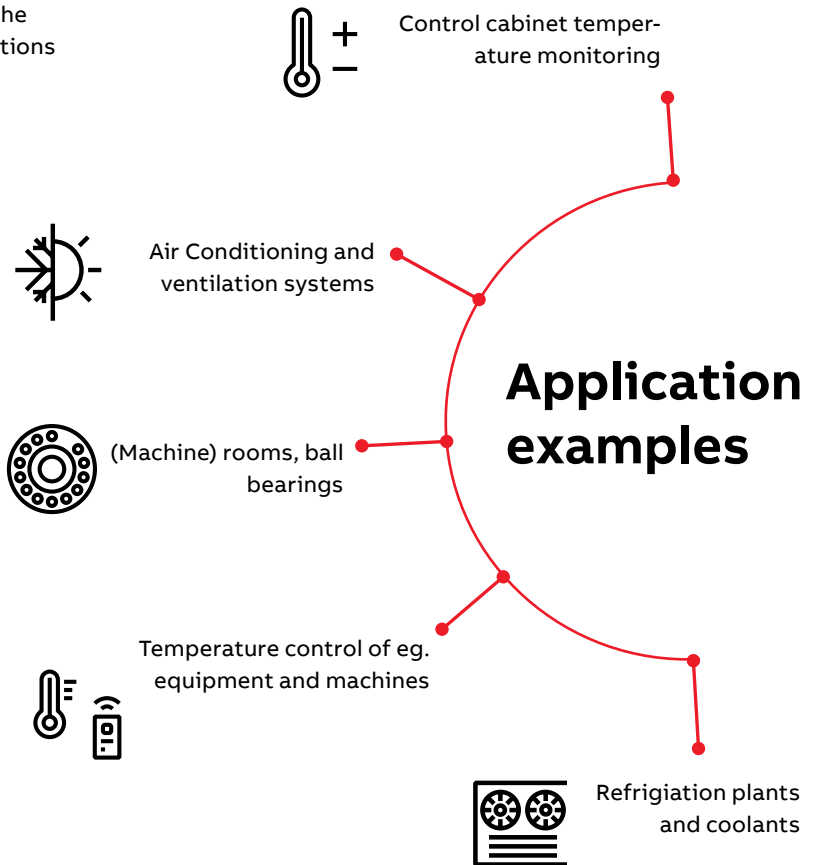 he
tions
Control cabinet temper-
ature monitoring
Air Conditioning and
ventilation systems
Application
examples
(Machine) rooms, ball
bearings
Temperature control of eg.
equipment and machines
Refrigiation plants
and coolants